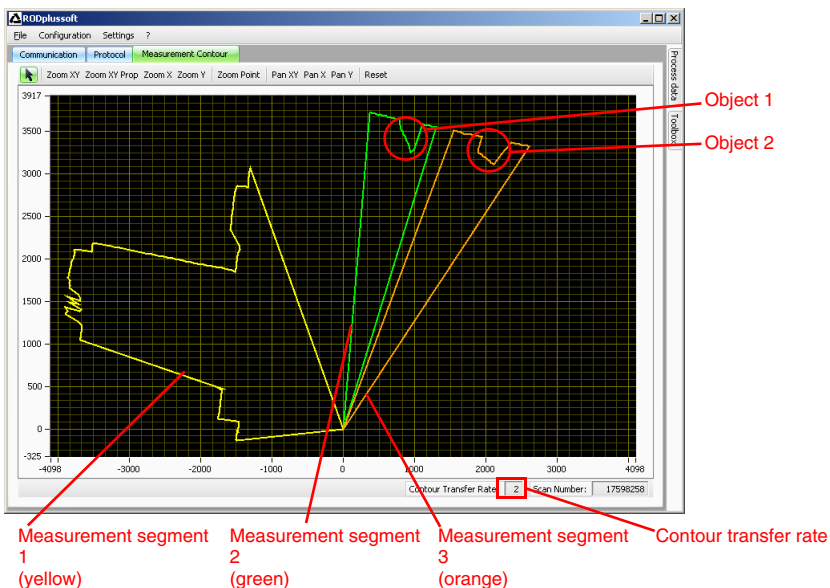 RODplussoft
File Configuration Settings ?
Communication Protocol Measurement Contour
Zoom XY Zoom XY Prop Zoom X Zoom Y Zoom Point Pan XY Pan X Pan Y Reset
Process data
Toolbox
3917
3500
3000
2500
2000
1500
1000
500
0
-325
-4098 -3000 -2000 -1000 0 1000 2000 3000 4098
Contour Transfer Rate 2 Scan Number: 17598258
Object 1
Object 2
Measurement segment
1
(yellow)
Measurement segment
2
(green)
Measurement segment
3
(orange)
Contour transfer rate